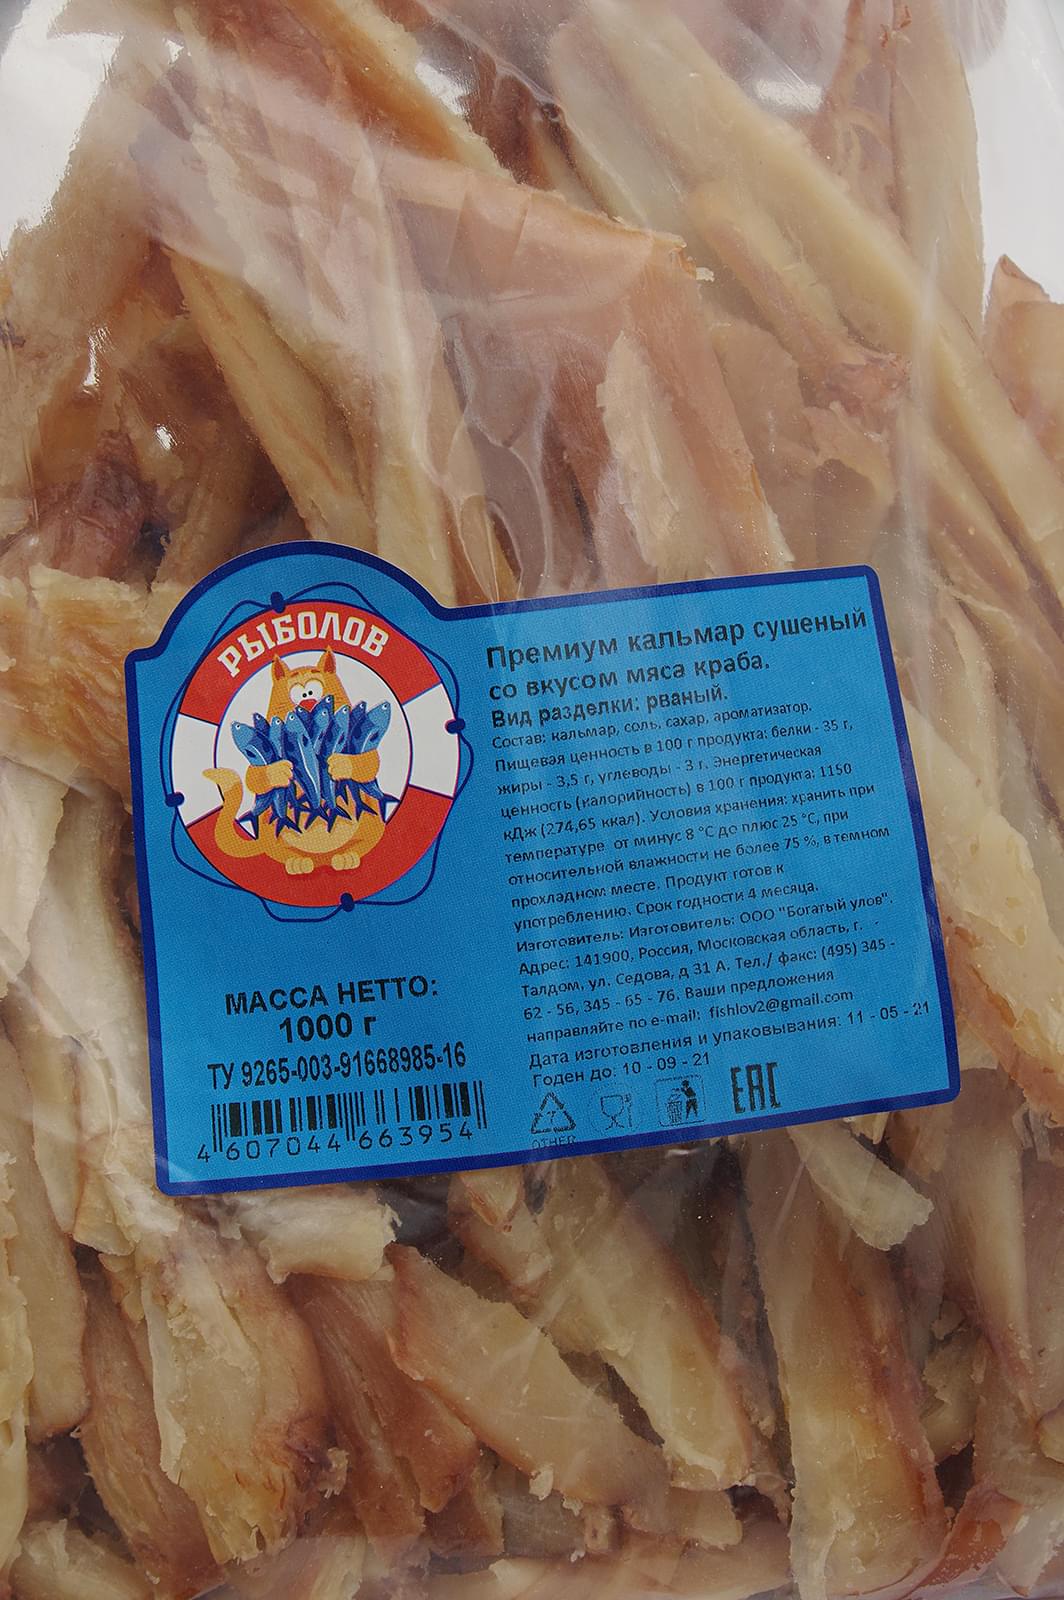 РЫБОЛОВ
Премиум кальмар сушеный
со вкусом мяса краба.
Вид разделки: рваный.
Состав: кальмар, соль, сахар, ароматизатор.
Пищевая ценность в 100 г продукта: белки - 35 г,
жиры - 3,5 г, углеводы - 3 г. Энергетическая
ценность (калорийность) в 100 г продукта: 1150
кДж (274,65 ккал). Условия хранения: хранить при
температуре от минус 8 °С до плюс 25 °С, при
относительной влажности не более 75 %, в темном
прохладном месте. Продукт готов к
употреблению. Срок годности 4 месяца.
Изготовитель: Изготовитель: ООО "Богатый улов".
Адрес: 141900, Россия, Московская область, г. -
Талдом, ул. Седова, д 31 А. Тел./ факс: (495) 345 -
62 - 56, 345 - 65 - 76. Ваши предложения
направляйте по e-mail: fishlov2@gmail.com
Дата изготовления и упаковывания: 11 - 05 - 21
Годен до: 10 - 09 - 21
7
OTHER
EAC
МАССА НЕТТО:
1000 г
ТУ 9265-003-91668985-16
4 607044 663954